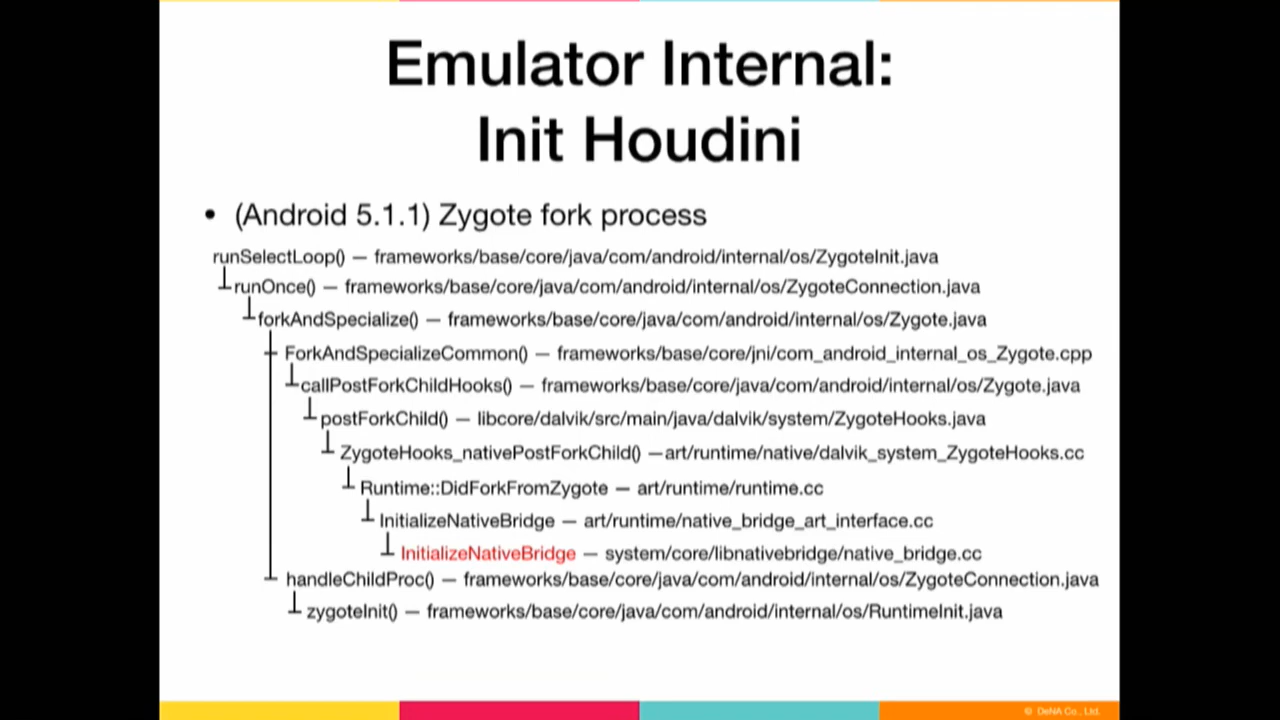 Emulator Internal:
Init Houdini
• (Android 5.1.1) Zygote fork process
runSelectLoop() — frameworks/base/core/java/com/android/internal/os/ZygoteInit.java
runOnce() — frameworks/base/core/java/com/android/internal/os/ZygoteConnection.java
forkAndSpecialize() — frameworks/base/core/java/com/android/internal/os/Zygote.java
ForkAndSpecializeCommon() — frameworks/base/core/jni/com_android_internal_os_Zygote.cpp
callPostForkChildHooks() — frameworks/base/core/java/com/android/internal/os/Zygote.java
postForkChild() — libcore/dalvik/src/main/java/dalvik/system/ZygoteHooks.java
ZygoteHooks_nativePostForkChild() —art/runtime/native/dalvik_system_ZygoteHooks.cc
Runtime::DidForkFromZygote — art/runtime/runtime.cc
InitializeNativeBridge — art/runtime/native_bridge_art_interface.cc
InitializeNativeBridge — system/core/libnativebridge/native_bridge.cc
handleChildProc() — frameworks/base/core/java/com/android/internal/os/ZygoteConnection.java
zygoteInit() — frameworks/base/core/java/com/android/internal/os/RuntimeInit.java
© DeNA Co., Ltd.